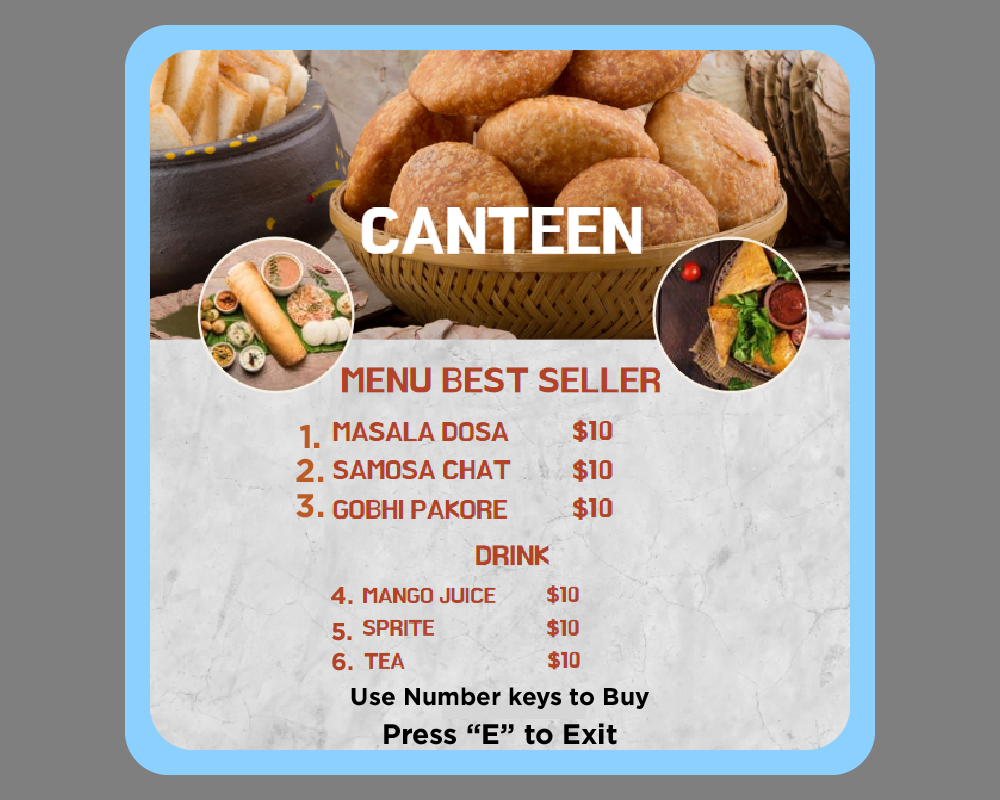 CANTEEN
MENU BEST SELLER
1. MASALA DOSA $10
2. SAMOSA CHAT $10
3. GOBHI PAKORE $10
DRINK
4. MANGO JUICE $10
5. SPRITE $10
6. TEA $10
Use Number keys to Buy
Press “E” to Exit